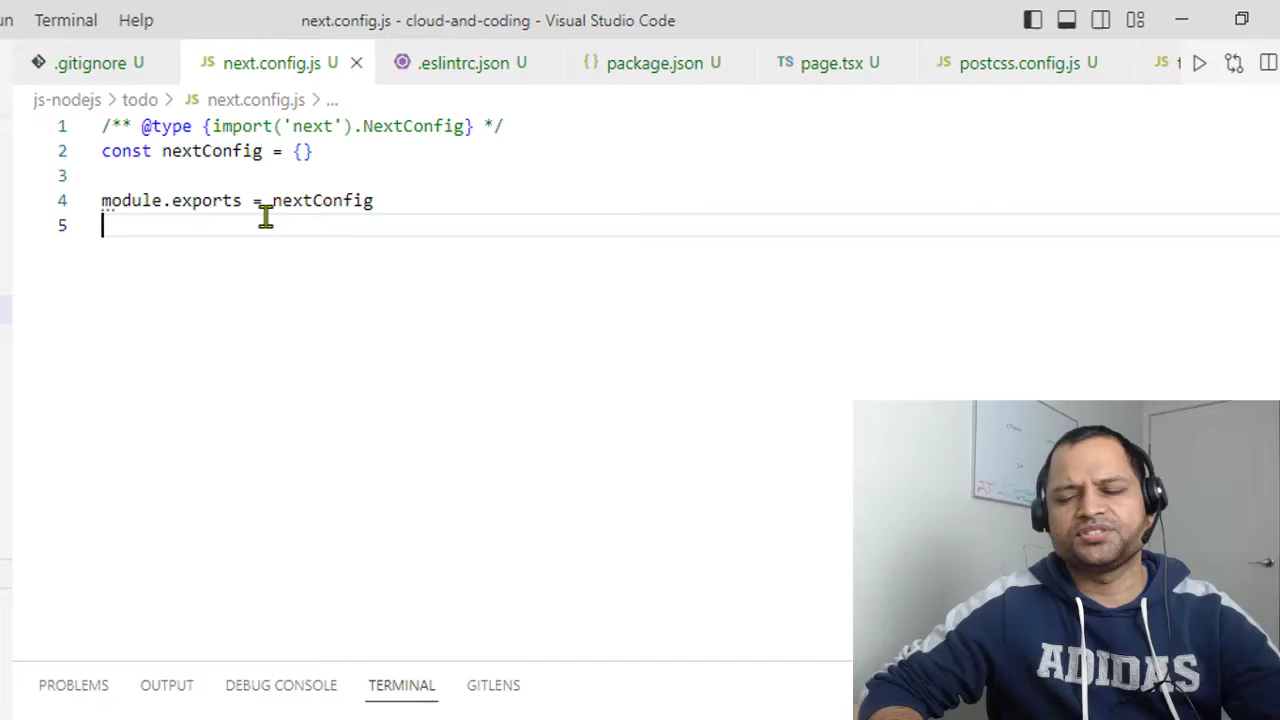 Terminal Help next.config.js - cloud-and-coding - Visual Studio Code
.gitignore U JS next.config.js U .eslintrc.json U {} package.json U TS page.tsx U JS postcss.config.js U JS
js-nodejs > todo > JS next.config.js > ...
1 /** @type {import('next').NextConfig} */
2 const nextConfig = {}
3
4 module.exports = nextConfig
5
PROBLEMS OUTPUT DEBUG CONSOLE TERMINAL GITLENS
ADIDAS